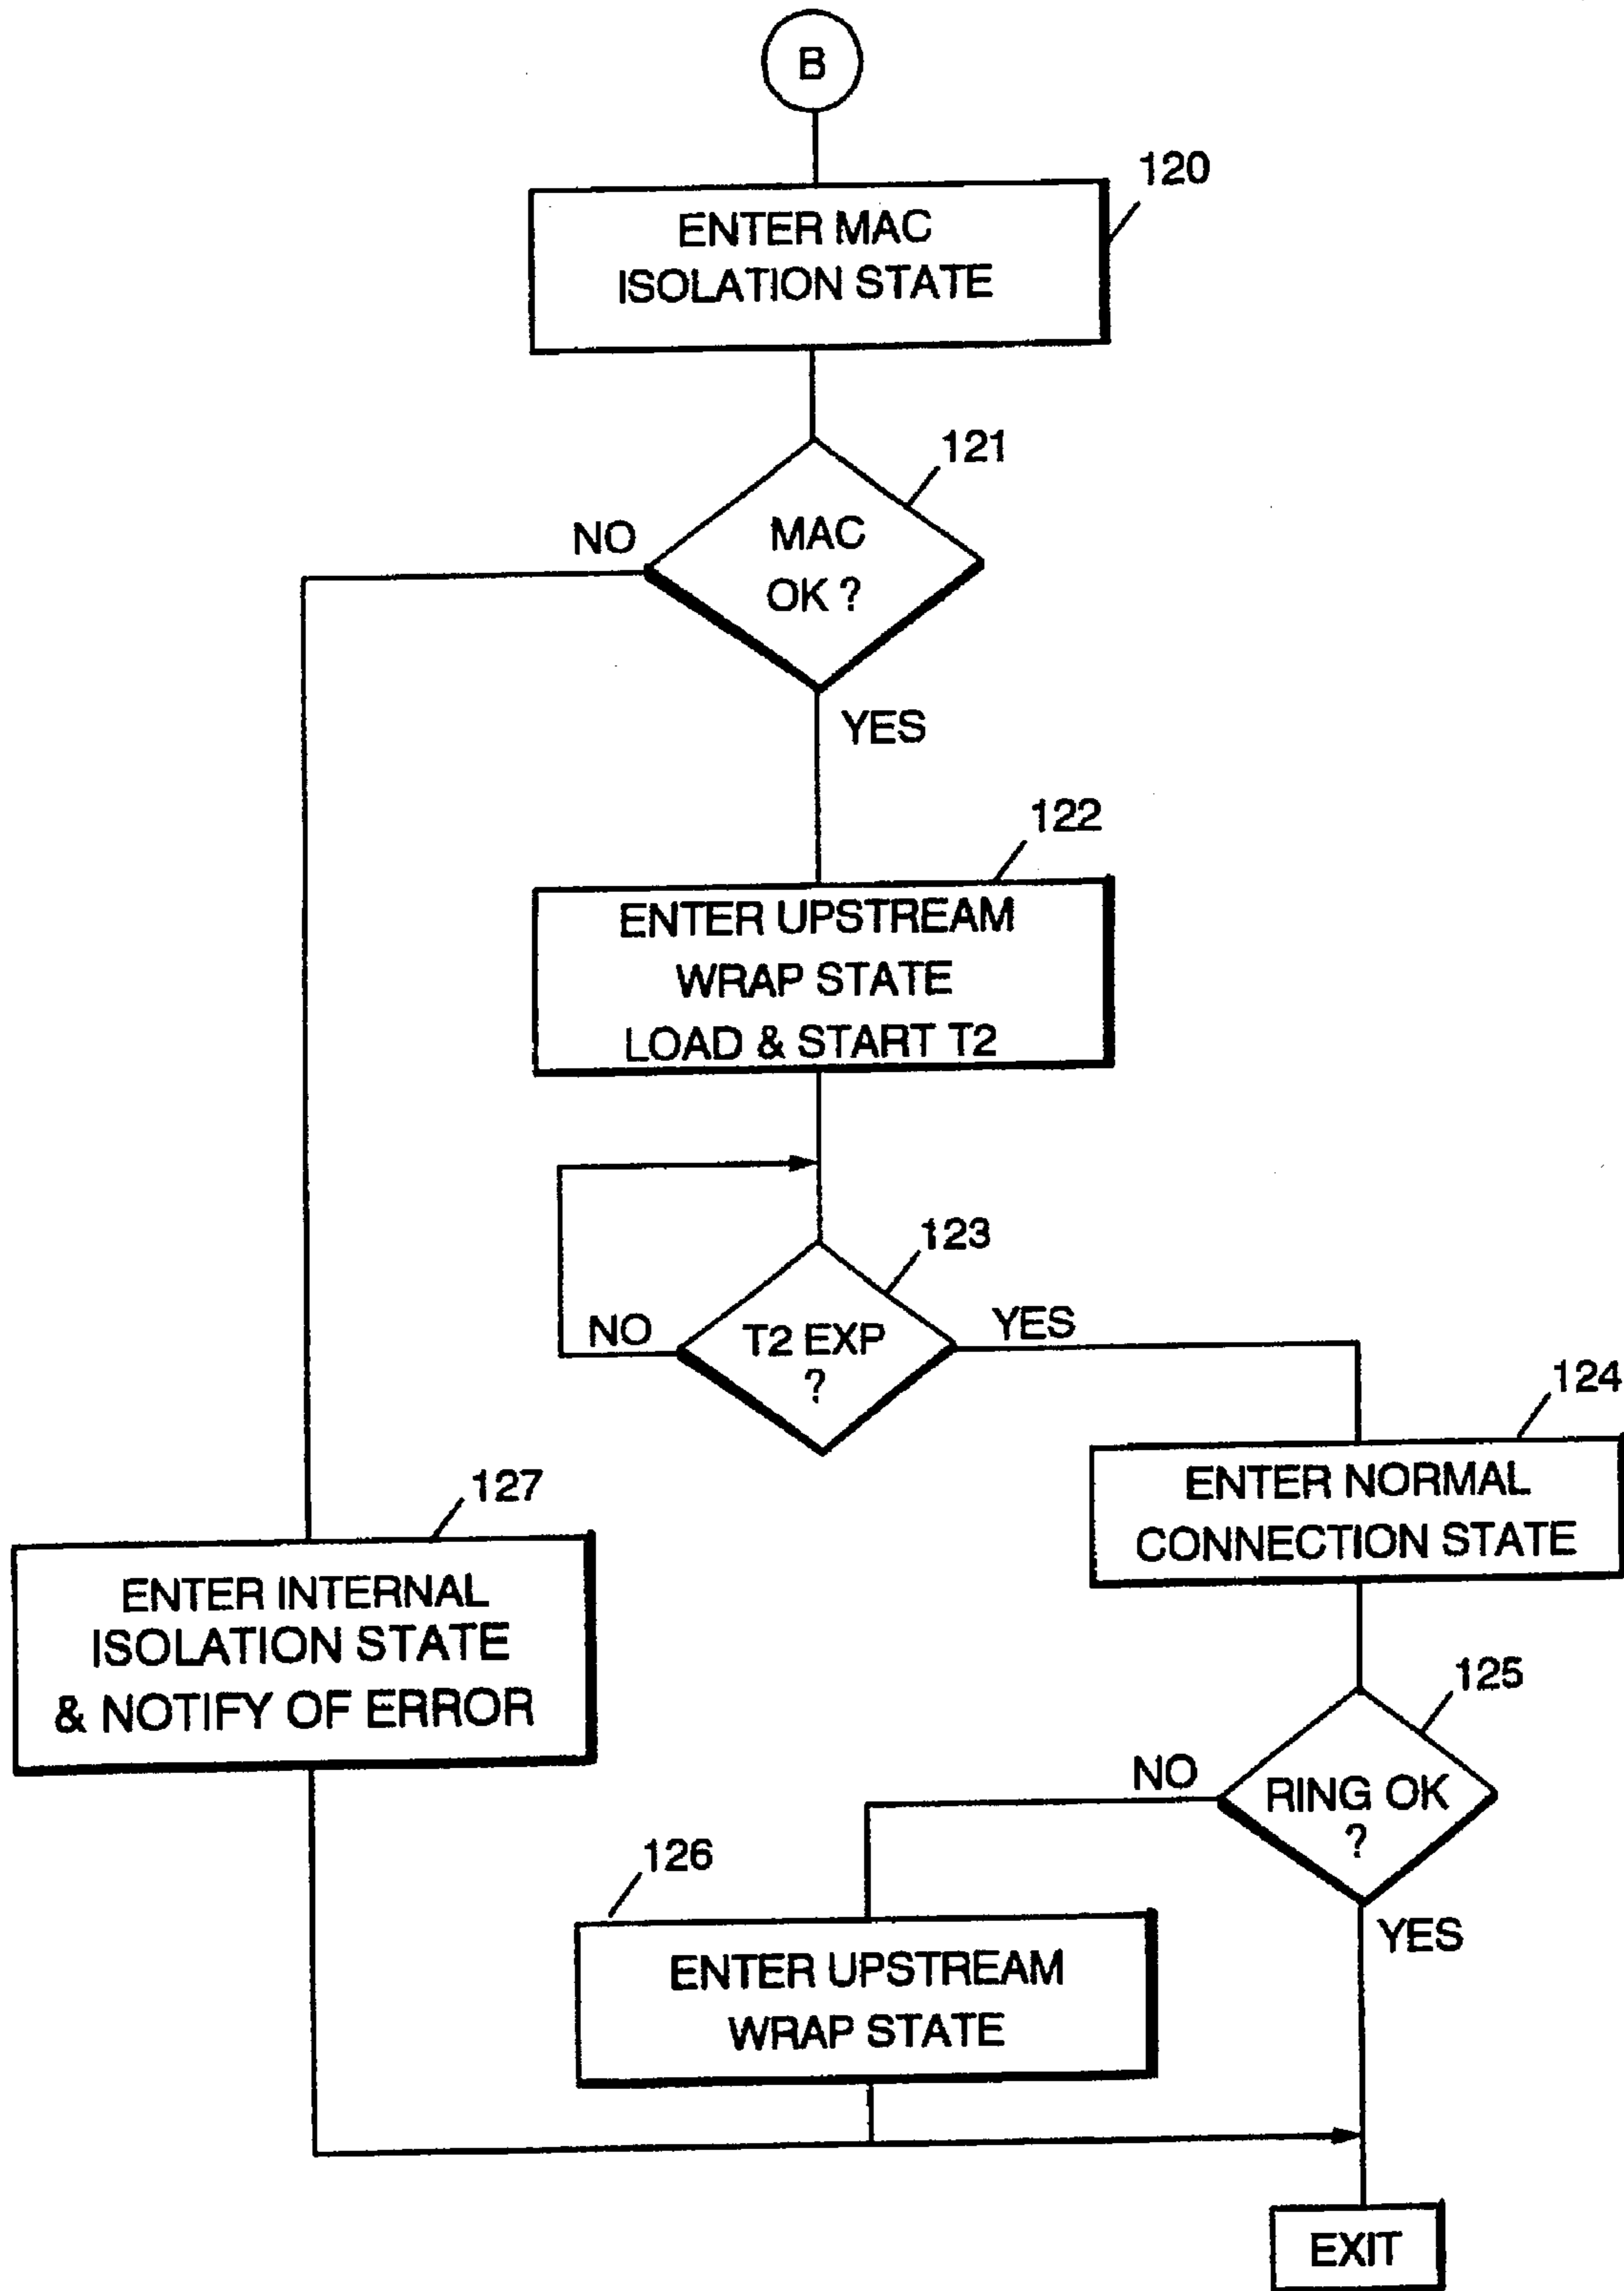 B
120
ENTER MAC
ISOLATION STATE
121
NO
MAC
OK ?
YES
122
ENTER UPSTREAM
WRAP STATE
LOAD & START T2
123
NO
T2 EXP
?
YES
124
ENTER NORMAL
CONNECTION STATE
127
ENTER INTERNAL
ISOLATION STATE
& NOTIFY OF ERROR
125
NO
RING OK
?
YES
126
ENTER UPSTREAM
WRAP STATE
EXIT